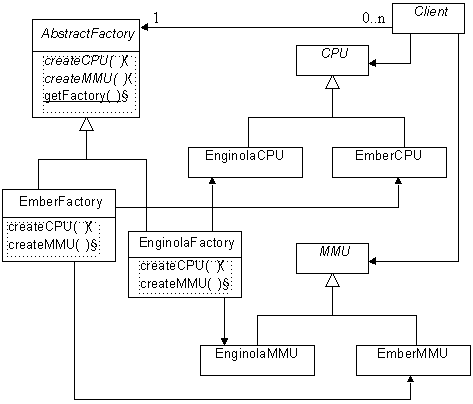 AbstractFactory
1
0..n
Client
createCPU( )
createMMU( )
getFactory( )§
CPU
EnginolaCPU
EmberCPU
EmberFactory
createCPU( )
createMMU( )§
EnginolaFactory
createCPU( )
createMMU( )§
MMU
EnginolaMMU
EmberMMU